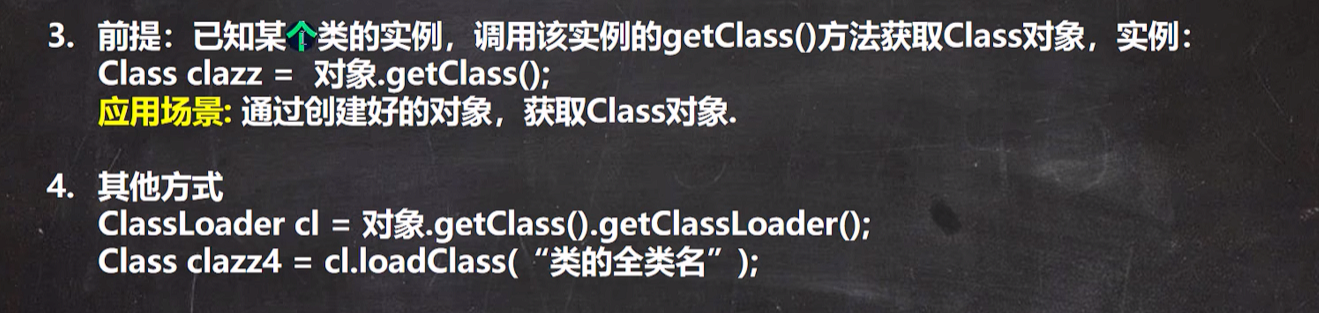 3. 前提：已知某个类的实例，调用该实例的getClass()方法获取Class对象，实例：
Class clazz = 对象.getClass();
应用场景: 通过创建好的对象，获取Class对象.
4. 其他方式
ClassLoader cl = 对象.getClass().getClassLoader();
Class clazz4 = cl.loadClass(“类的全类名”);